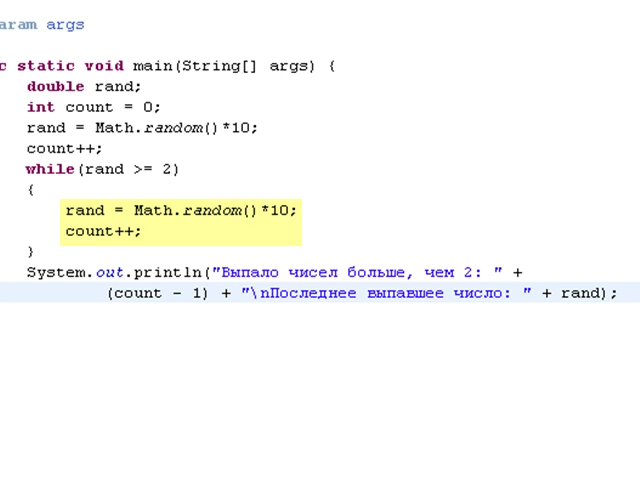 aram args
c static void main(String[] args) {
double rand;
int count = 0;
rand = Math.random()*10;
count++;
while(rand >= 2)
{
rand = Math.random()*10;
count++;
}
System.out.println("Выпало чисел больше, чем 2: " +
(count - 1) + "\nПоследнее выпавшее число: " + rand);